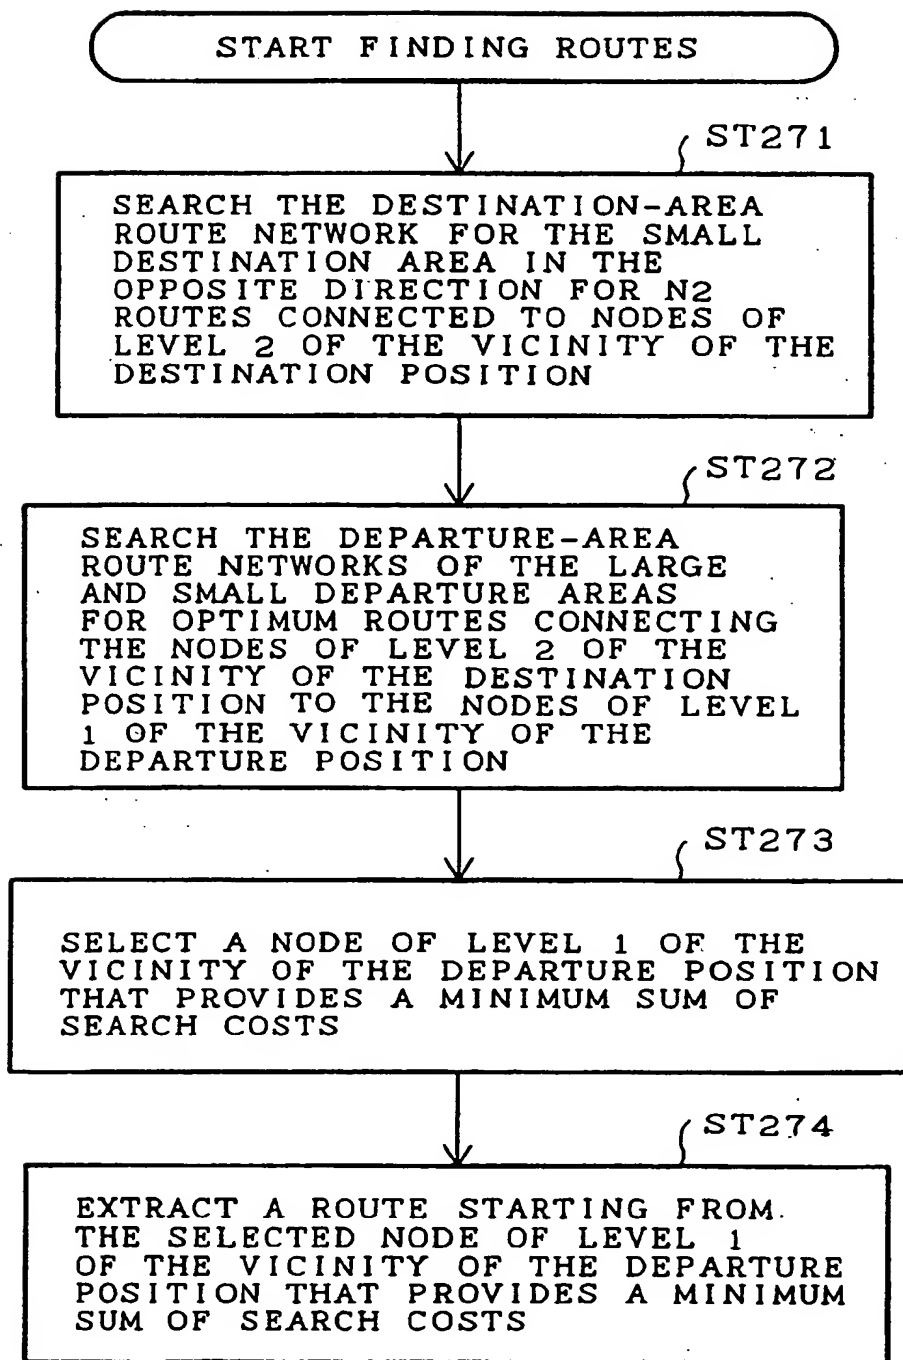 START FINDING ROUTES
ST271
SEARCH THE DESTINATION-AREA
ROUTE NETWORK FOR THE SMALL
DESTINATION AREA IN THE
OPPOSITE DIRECTION FOR N2
ROUTES CONNECTED TO NODES OF
LEVEL 2 OF THE VICINITY OF THE
DESTINATION POSITION
ST272
SEARCH THE DEPARTURE-AREA
ROUTE NETWORKS OF THE LARGE
AND SMALL DEPARTURE AREAS
FOR OPTIMUM ROUTES CONNECTING
THE NODES OF LEVEL 2 OF THE
VICINITY OF THE DESTINATION
POSITION TO THE NODES OF LEVEL
1 OF THE VICINITY OF THE
DEPARTURE POSITION
ST273
SELECT A NODE OF LEVEL 1 OF THE
VICINITY OF THE DEPARTURE POSITION
THAT PROVIDES A MINIMUM SUM OF
SEARCH COSTS
ST274
EXTRACT A ROUTE STARTING FROM
THE SELECTED NODE OF LEVEL 1
OF THE VICINITY OF THE DEPARTURE
POSITION THAT PROVIDES A MINIMUM
SUM OF SEARCH COSTS